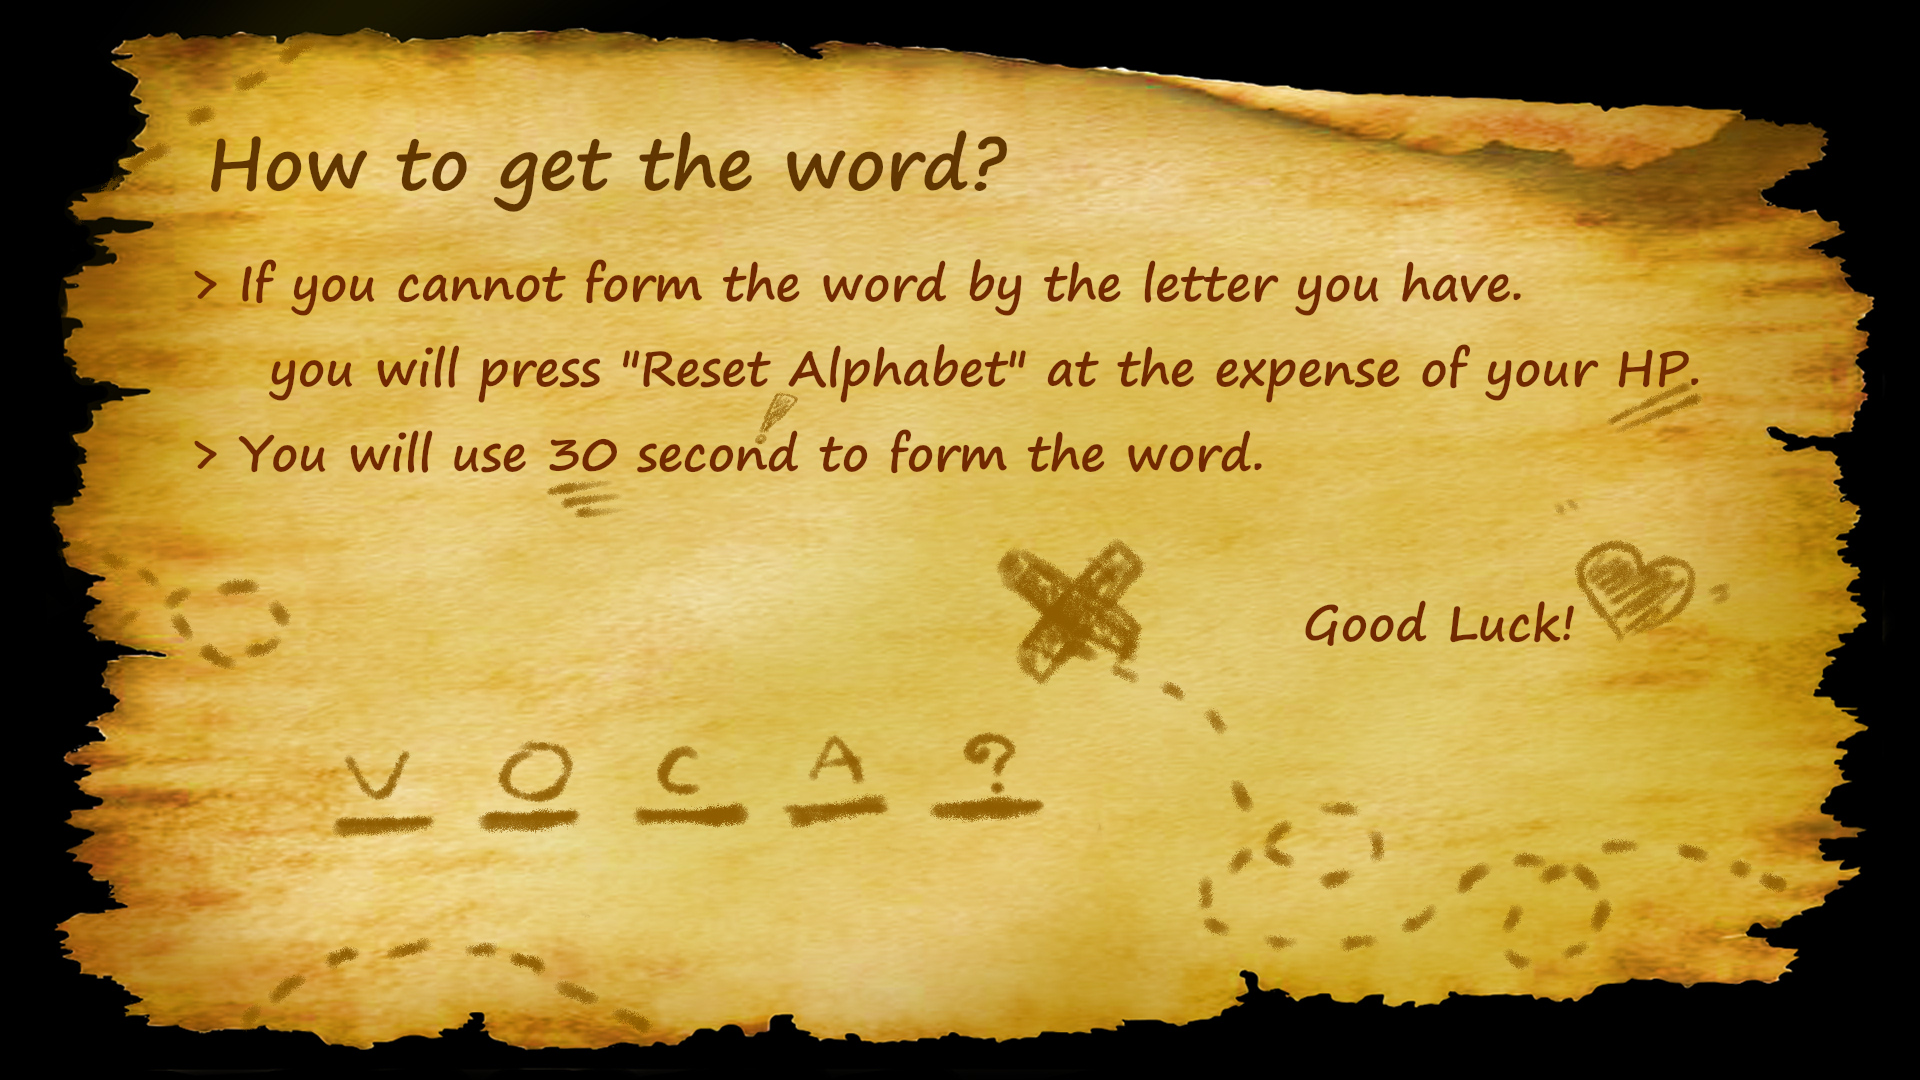 How to get the word?
> If you cannot form the word by the letter you have.
you will press "Reset Alphabet" at the expense of your HP.
> You will use 30 second to form the word.
Good Luck!
V O C A ?